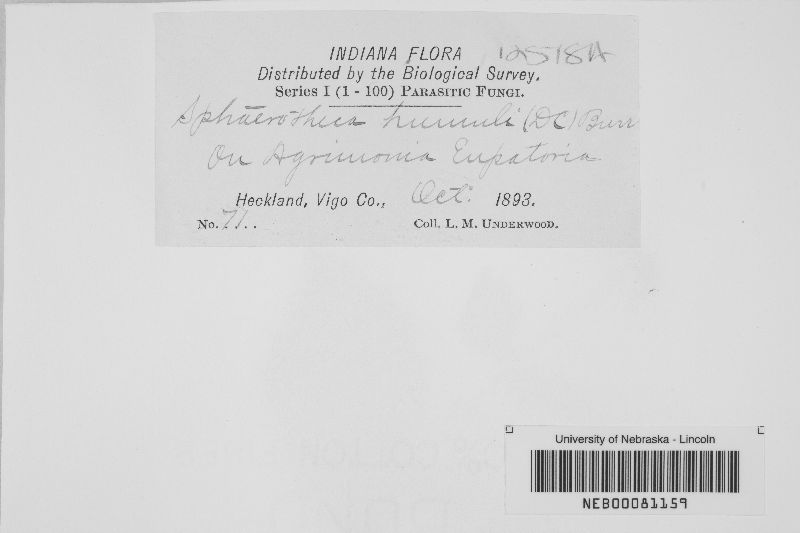 INDIANA FLORA 125184
Distributed by the Biological Survey.
Series I (1 - 100) PARASITIC FUNGI.
Sphaerotheca humuli (DC) Burr
On Agrimonia Eupatoria
Heckland, Vigo Co., Oct. 1893.
No. 71. . Coll. L. M. UNDERWOOD.
University of Nebraska - Lincoln
NEB00081159